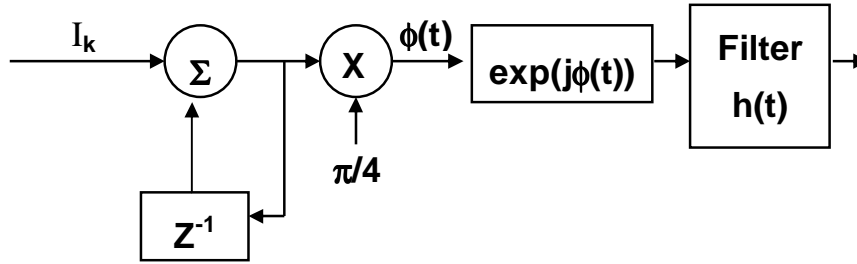 I_k
Σ
X
ϕ(t)
exp(jϕ(t))
Filter
h(t)
π/4
Z^-1